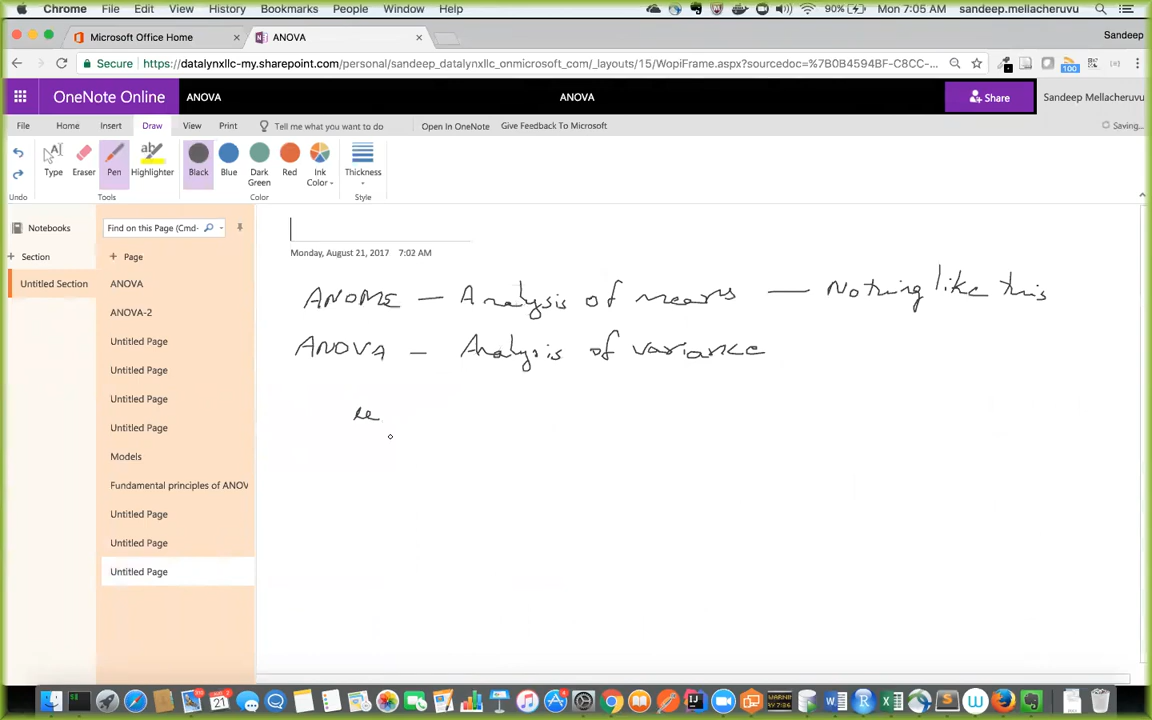 Chrome File Edit View History Bookmarks People Window Help 90% Mon 7:05 AM sandeep.mellacheruvu
Microsoft Office Home ANOVA Sandeep
Secure https://datalynxllc-my.sharepoint.com/personal/sandeep_datalynxllc_onmicrosoft_com/_layouts/15/WopiFrame.aspx?sourcedoc=%7B0B4594BF-C8CC-... 100
OneNote Online ANOVA ANOVA Share Sandeep Mellacheruvu
File Home Insert Draw View Print Tell me what you want to do Open In OneNote Give Feedback To Microsoft Saving...
Type Eraser Pen Highlighter Black Blue Dark Green Red Ink Color Thickness
Undo Tools Color Style
Notebooks Find on this Page (Cmd-
Section Page
Untitled Section
ANOVA
ANOVA-2
Untitled Page
Untitled Page
Untitled Page
Untitled Page
Models
Fundamental principles of ANOV
Untitled Page
Untitled Page
Untitled Page
Monday, August 21, 2017 7:02 AM
ANOME — Analysis of means — Nothing like this
ANOVA — Analysis of variance